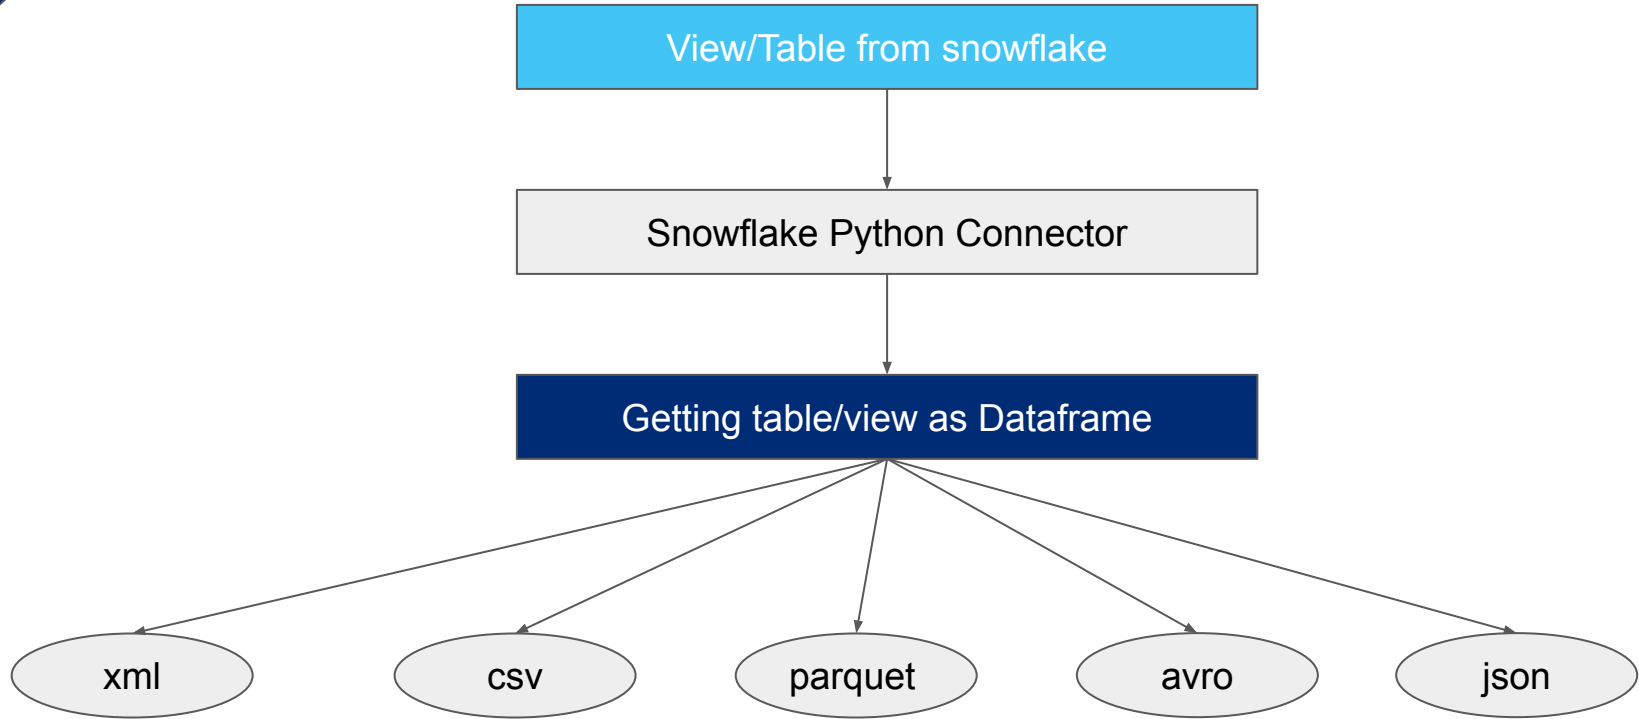 View/Table from snowflake
Snowflake Python Connector
Getting table/view as Dataframe
xml
csv
parquet
avro
json